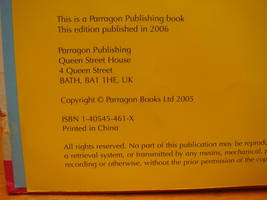 This is a Parragon Publishing book
This edition published in 2006
Parragon Publishing
Queen Street House
4 Queen Street
BATH, BA1 1HE, UK
Copyright © Parragon Books Ltd 2005
ISBN 1-40545-461-X
Printed in China
All rights reserved. No part of this publication may be reprodu
a retrieval system, or transmitted by any means, mechanical, p
recording or otherwise, without the prior permission of the cop